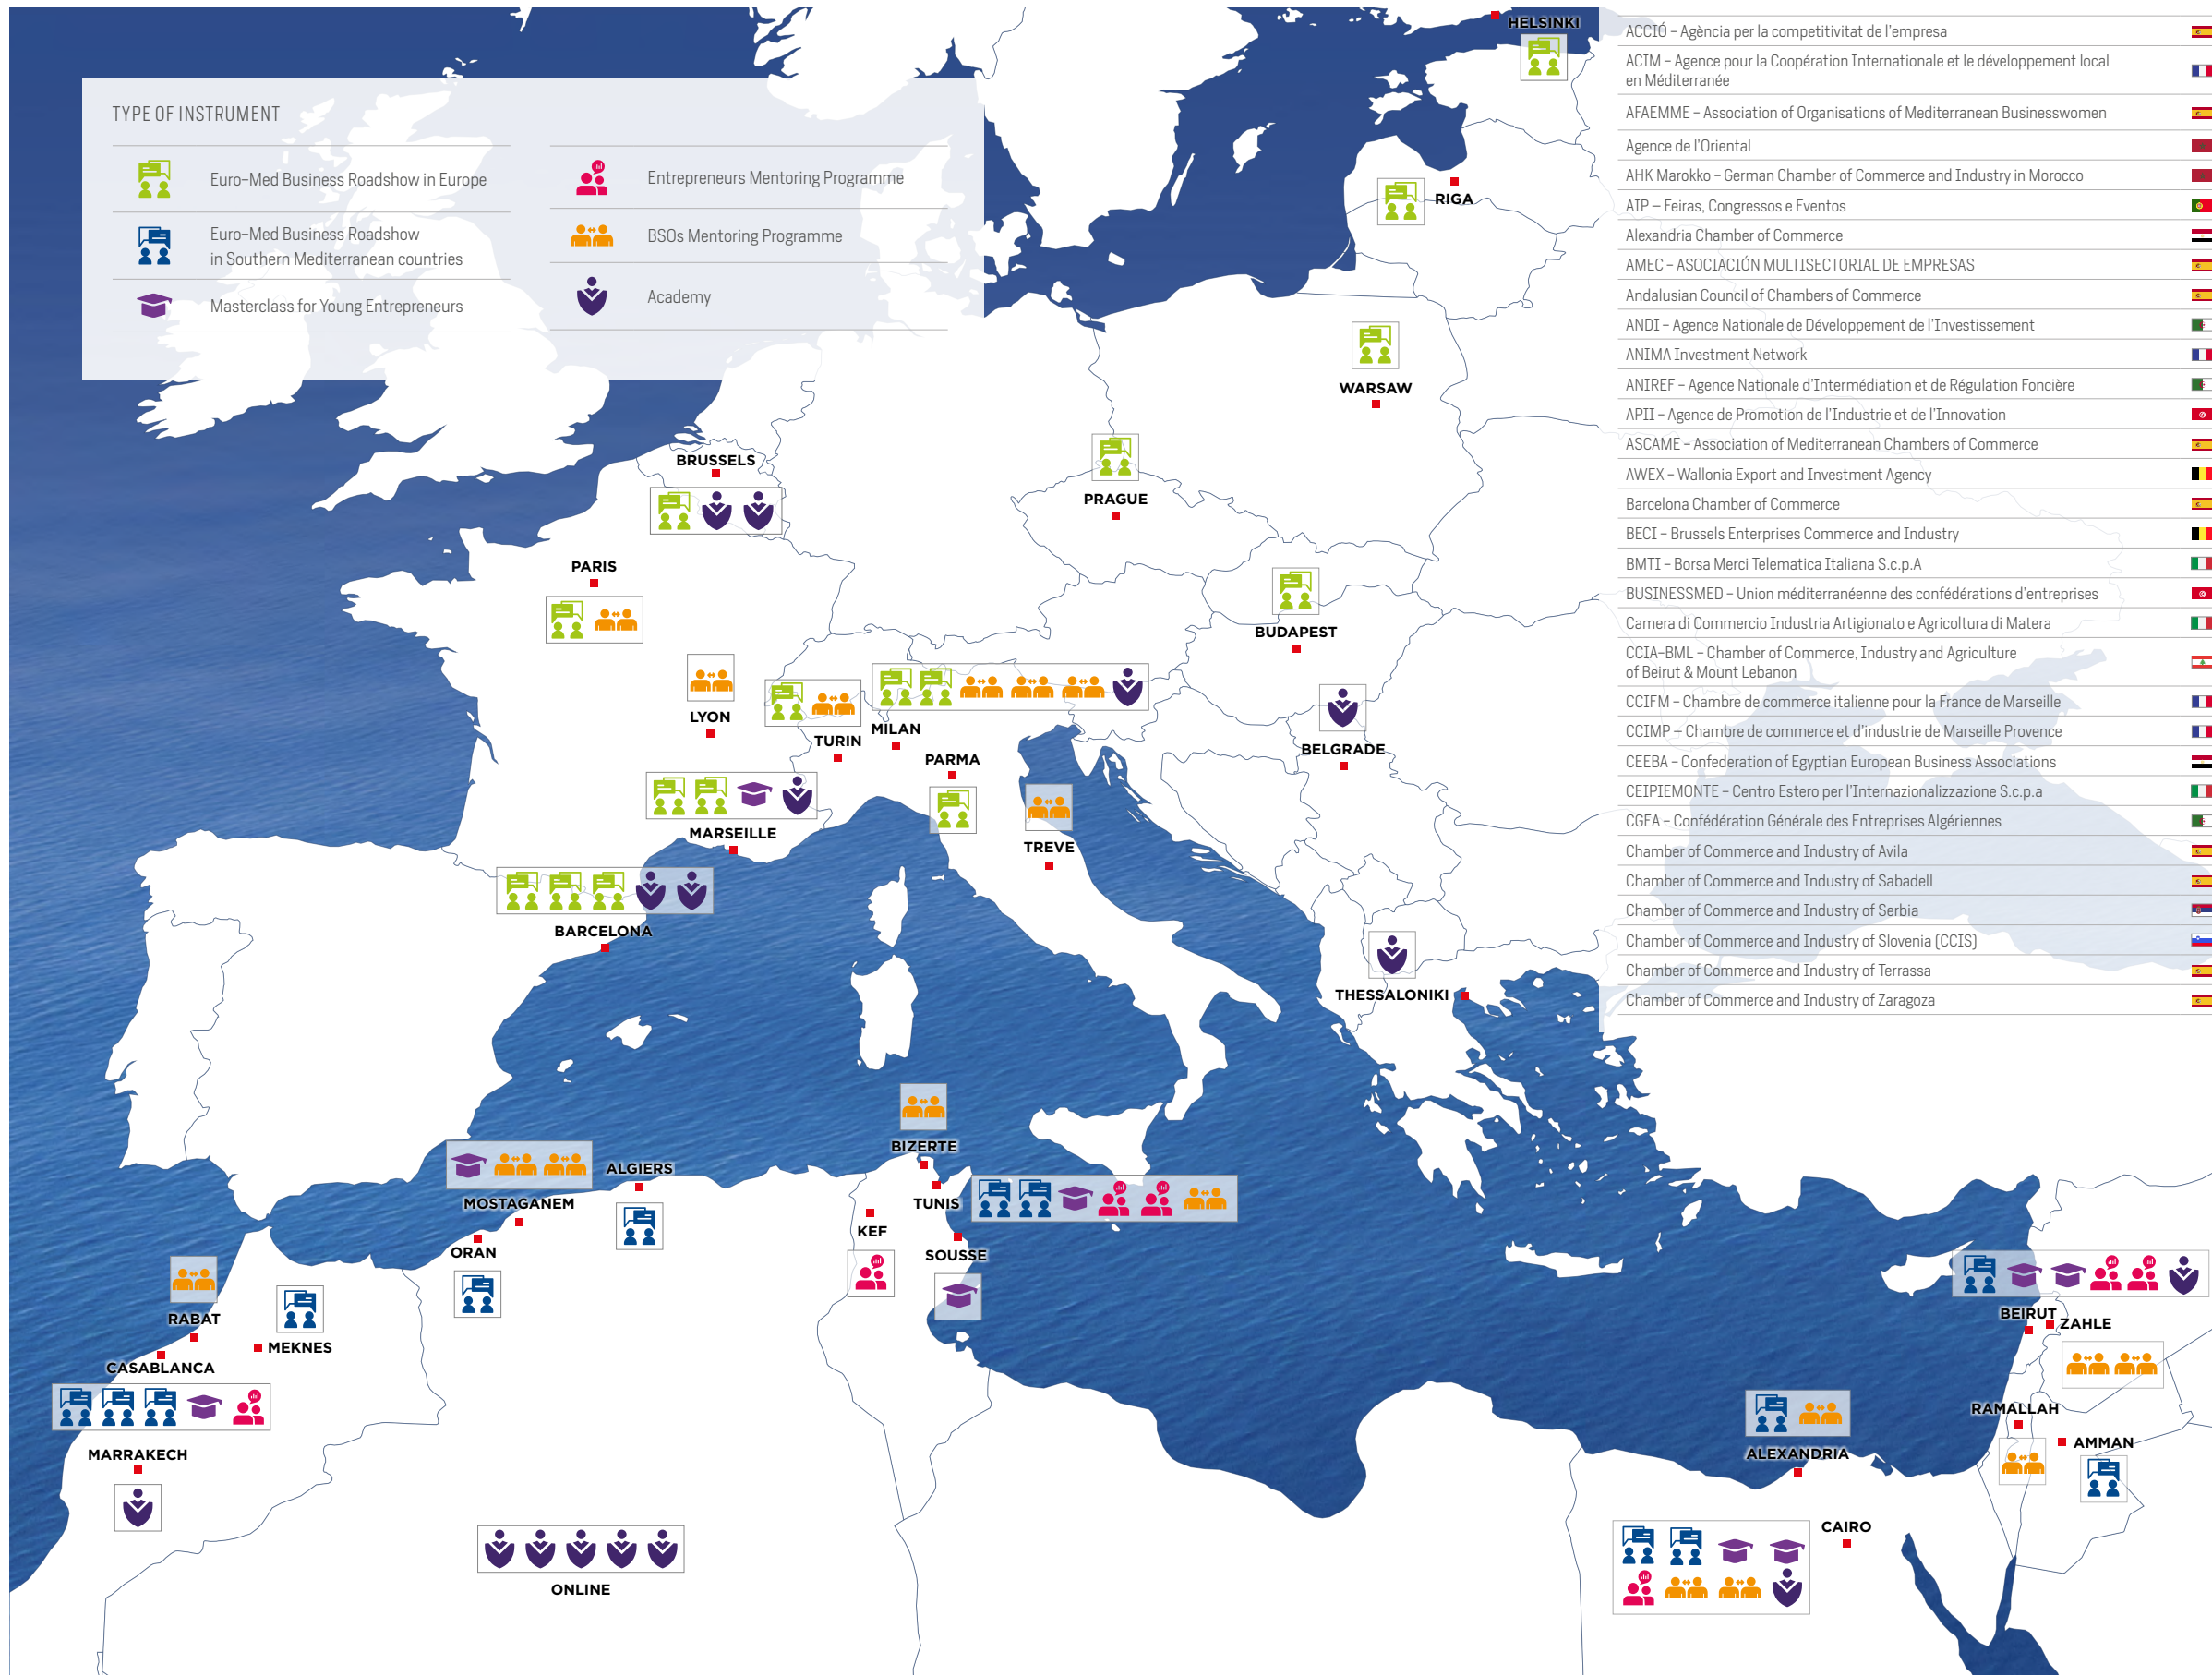 TYPE OF INSTRUMENT
Euro-Med Business Roadshow in Europe
Euro-Med Business Roadshow
in Southern Mediterranean countries
Masterclass for Young Entrepreneurs
Entrepreneurs Mentoring Programme
BSOs Mentoring Programme
Academy
HELSINKI
RIGA
WARSAW
BRUSSELS
PRAGUE
PARIS
BUDAPEST
LYON
TURIN
MILAN
PARMA
BELGRADE
MARSEILLE
TREVE
BARCELONA
THESSALONIKI
BIZERTE
ALGIERS
MOSTAGANEM
TUNIS
KEF
ORAN
SOUSSE
RABAT
MEKNES
CASABLANCA
BEIRUT
ZAHLE
MARRAKECH
RAMALLAH
AMMAN
ALEXANDRIA
CAIRO
ONLINE
ACCIÓ – Agència per la competitivitat de l'empresa
ACIM – Agence pour la Coopération Internationale et le développement local
en Méditerranée
AFAEMME – Association of Organisations of Mediterranean Businesswomen
Agence de l'Oriental
AHK Marokko – German Chamber of Commerce and Industry in Morocco
AIP – Feiras, Congressos e Eventos
Alexandria Chamber of Commerce
AMEC – ASOCIACIÓN MULTISECTORIAL DE EMPRESAS
Andalusian Council of Chambers of Commerce
ANDI – Agence Nationale de Développement de l'Investissement
ANIMA Investment Network
ANIREF – Agence Nationale d'Intermédiation et de Régulation Foncière
APII – Agence de Promotion de l'Industrie et de l'Innovation
ASCAME – Association of Mediterranean Chambers of Commerce
AWEX – Wallonia Export and Investment Agency
Barcelona Chamber of Commerce
BECI – Brussels Enterprises Commerce and Industry
BMTI – Borsa Merci Telematica Italiana S.c.p.A
BUSINESSMED – Union méditerranéenne des confédérations d'entreprises
Camera di Commercio Industria Artigionato e Agricoltura di Matera
CCIA-BML – Chamber of Commerce, Industry and Agriculture
of Beirut & Mount Lebanon
CCIFM – Chambre de commerce italienne pour la France de Marseille
CCIMP – Chambre de commerce et d'industrie de Marseille Provence
CEEBA – Confederation of Egyptian European Business Associations
CEIPIEMONTE – Centro Estero per l'Internazionalizzazione S.c.p.a
CGEA – Confédération Générale des Entreprises Algériennes
Chamber of Commerce and Industry of Avila
Chamber of Commerce and Industry of Sabadell
Chamber of Commerce and Industry of Serbia
Chamber of Commerce and Industry of Slovenia (CCIS)
Chamber of Commerce and Industry of Terrassa
Chamber of Commerce and Industry of Zaragoza